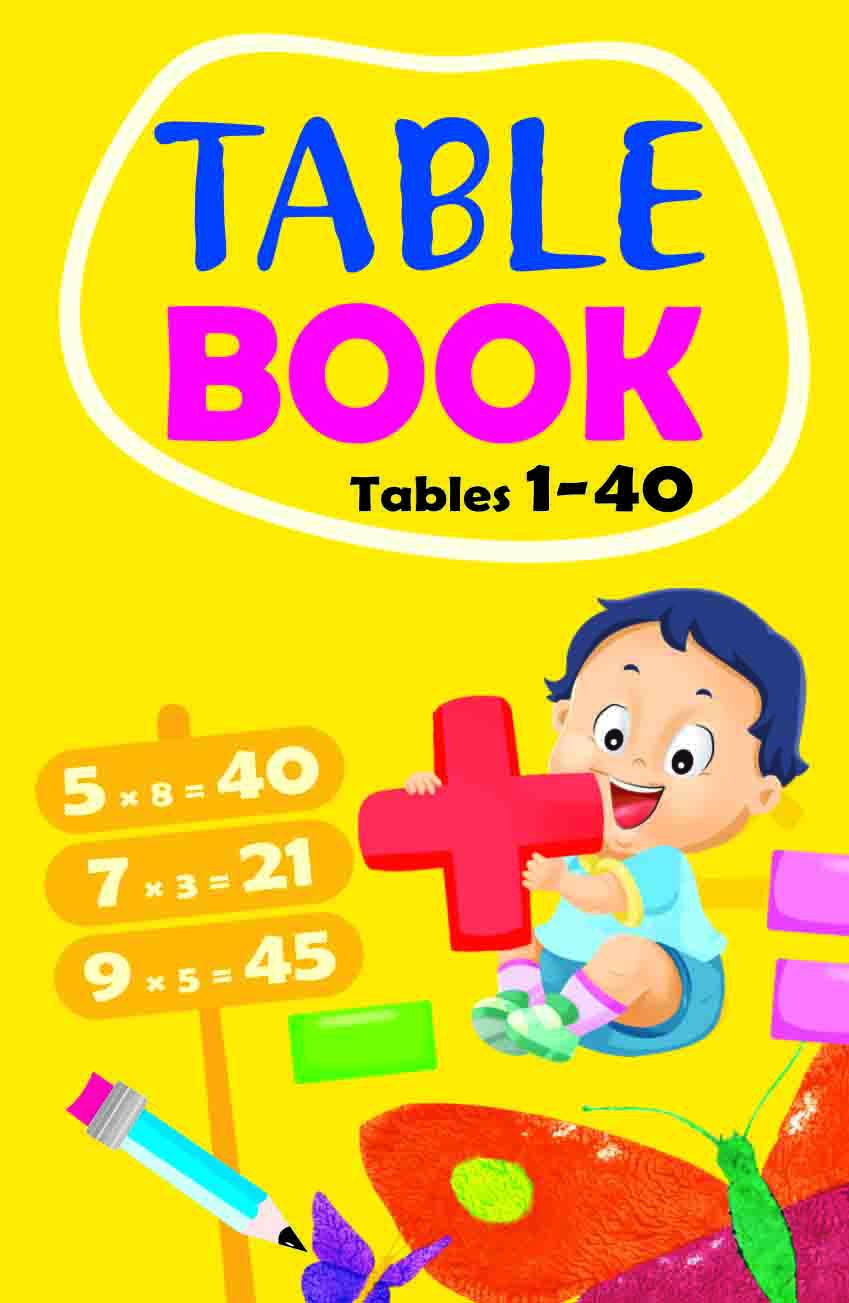 TABLE
BOOK
Tables 1-40
5 × 8 = 40
7 × 3 = 21
9 × 5 = 45